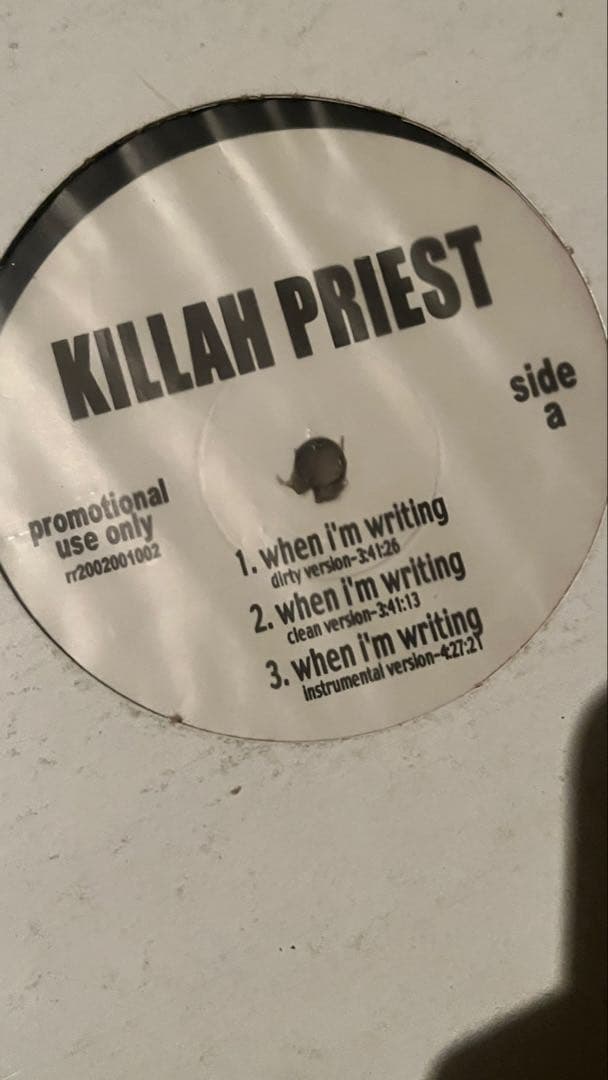 KILLAH PRIEST
side
a
promotional
use only
rr2002001002
1. when i'm writing
dirty version-3:41:26
2. when i'm writing
clean version-3:41:13
3. when i'm writing
instrumental version-4:27:21